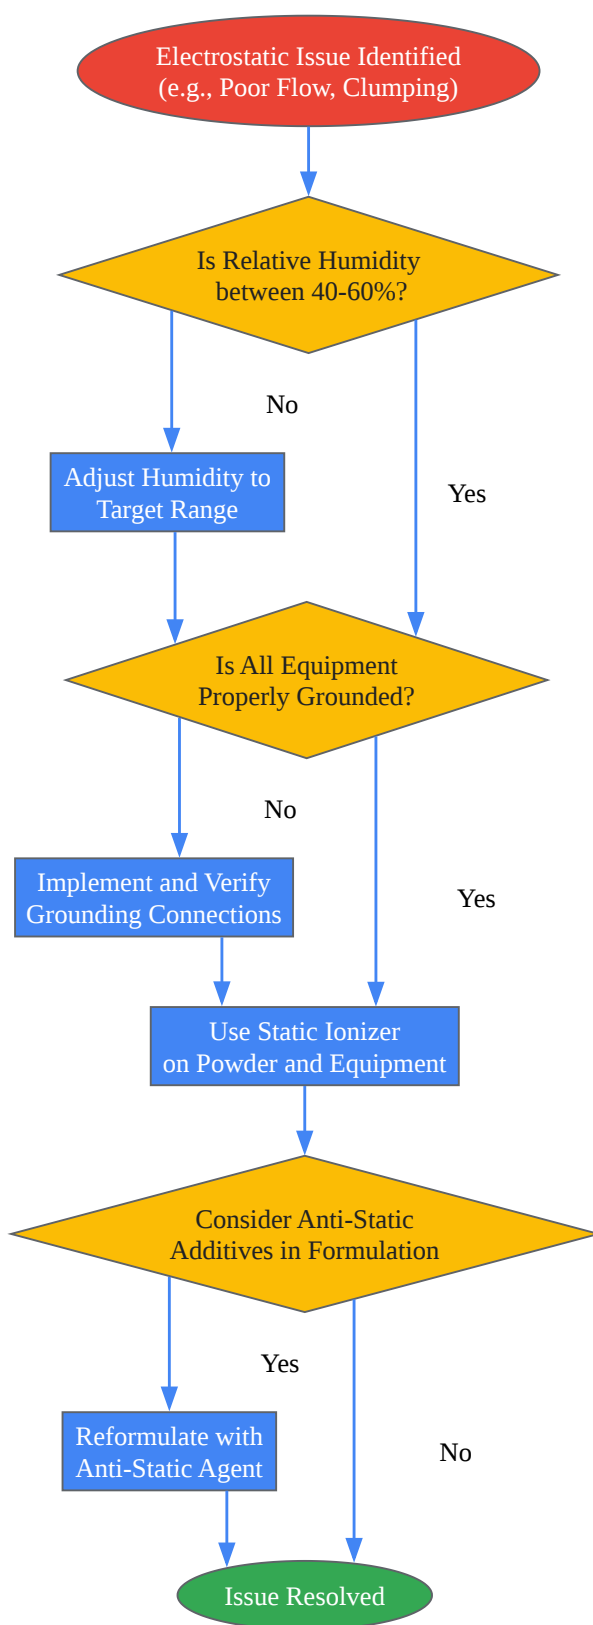 Electrostatic Issue Identified
(e.g., Poor Flow, Clumping)
Is Relative Humidity
between 40-60%?
No
Adjust Humidity to
Target Range
Yes
Is All Equipment
Properly Grounded?
No
Implement and Verify
Grounding Connections
Yes
Use Static Ionizer
on Powder and Equipment
Consider Anti-Static
Additives in Formulation
Yes
Reformulate with
Anti-Static Agent
No
Issue Resolved